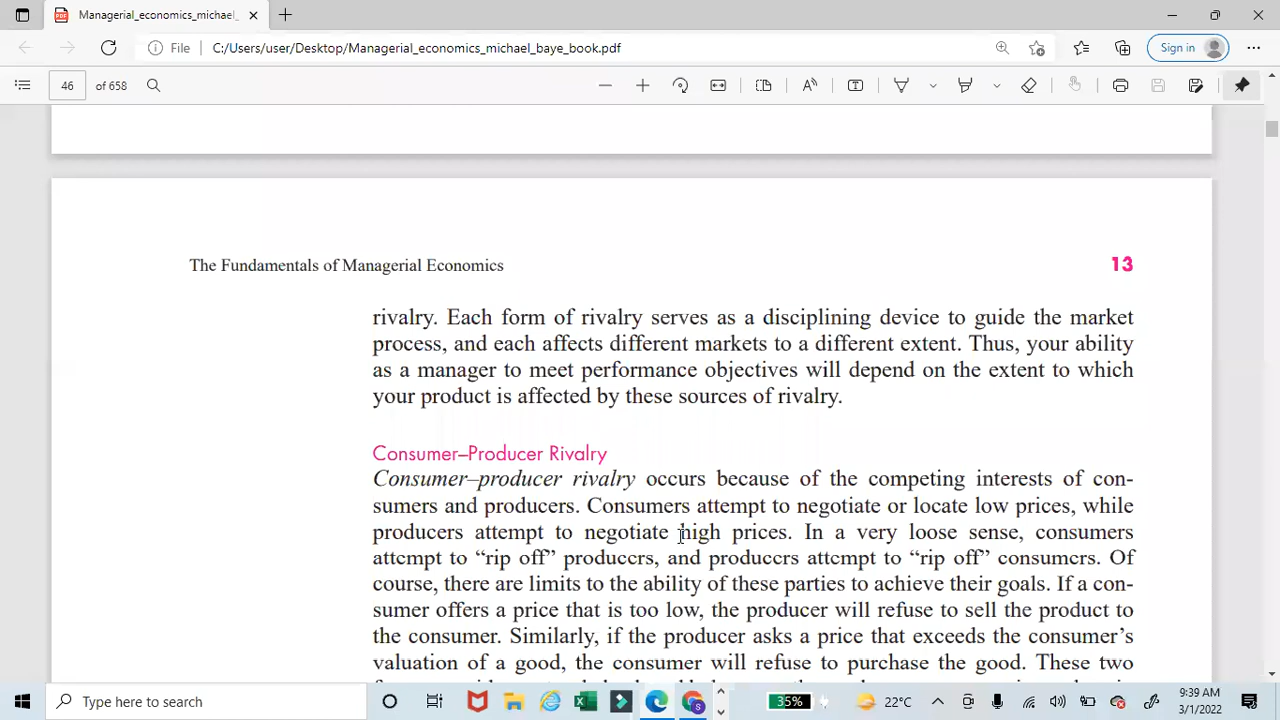 Managerial_economics_michael_
File
C:/Users/user/Desktop/Managerial_economics_michael_baye_book.pdf
Sign in
46 of 658
The Fundamentals of Managerial Economics
13
rivalry. Each form of rivalry serves as a disciplining device to guide the market
process, and each affects different markets to a different extent. Thus, your ability
as a manager to meet performance objectives will depend on the extent to which
your product is affected by these sources of rivalry.
Consumer–Producer Rivalry
Consumer–producer rivalry occurs because of the competing interests of con-
sumers and producers. Consumers attempt to negotiate or locate low prices, while
producers attempt to negotiate high prices. In a very loose sense, consumers
attempt to “rip off” producers, and producers attempt to “rip off” consumers. Of
course, there are limits to the ability of these parties to achieve their goals. If a con-
sumer offers a price that is too low, the producer will refuse to sell the product to
the consumer. Similarly, if the producer asks a price that exceeds the consumer’s
valuation of a good, the consumer will refuse to purchase the good. These two
Type here to search
35%
22°C
9:39 AM
3/1/2022